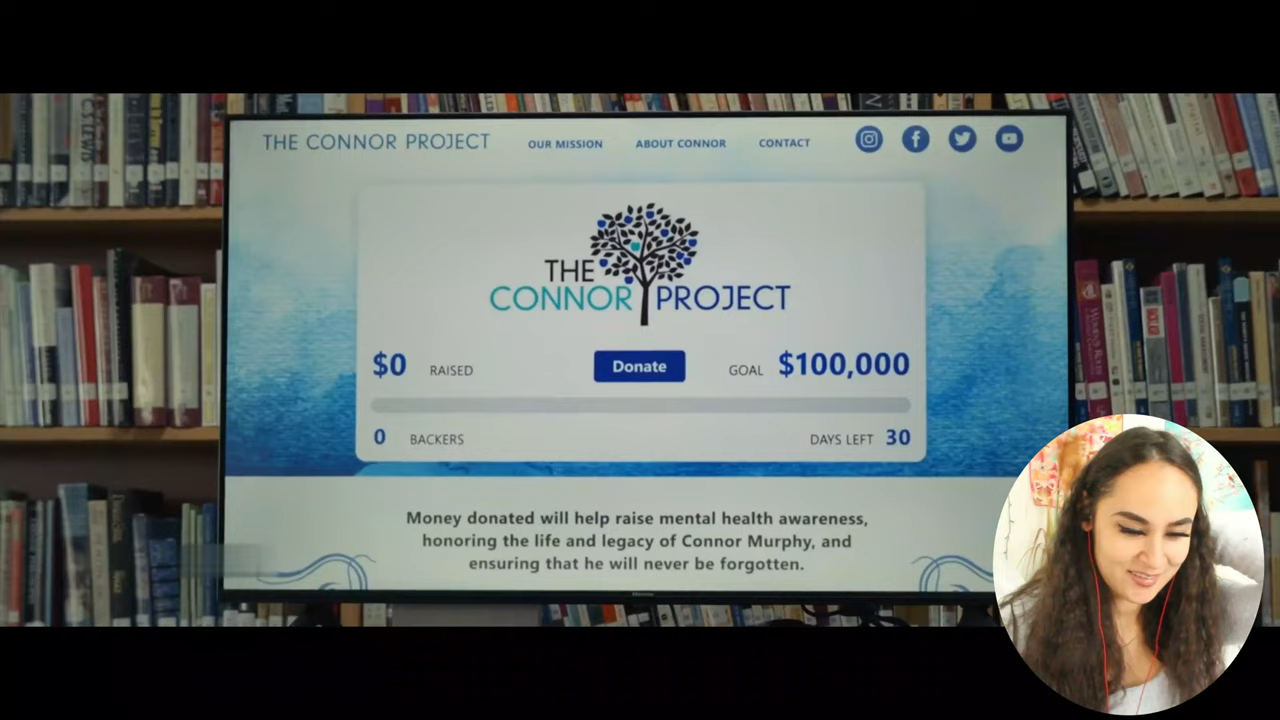 THE CONNOR PROJECT
OUR MISSION
ABOUT CONNOR
CONTACT
THE
CONNOR PROJECT
$0 RAISED
Donate
GOAL $100,000
0 BACKERS
DAYS LEFT 30
Money donated will help raise mental health awareness,
honoring the life and legacy of Connor Murphy, and
ensuring that he will never be forgotten.